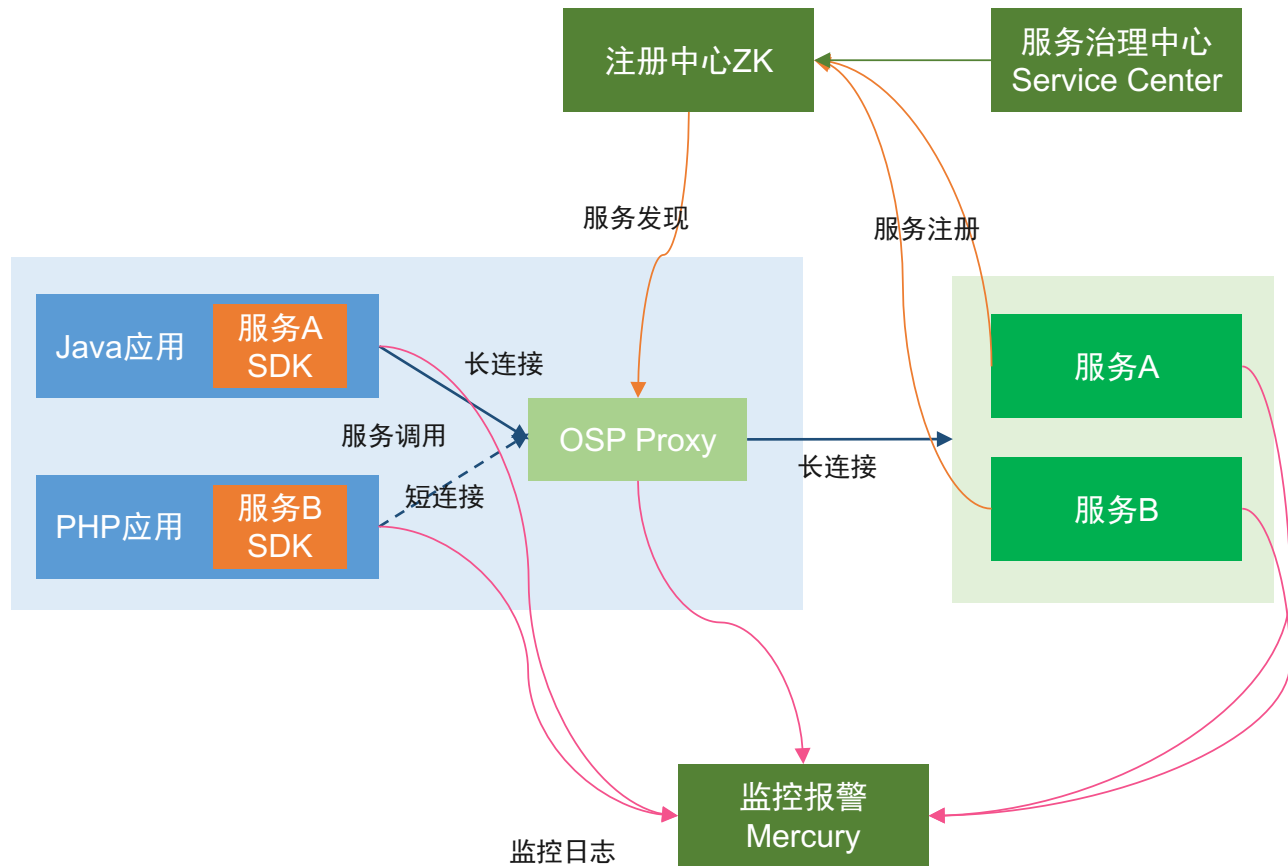 注册中心ZK
服务治理中心
Service Center
服务发现
服务注册
Java应用
服务A
SDK
长连接
服务A
服务调用
OSP Proxy
长连接
PHP应用
服务B
SDK
短连接
服务B
监控报警
Mercury
监控日志